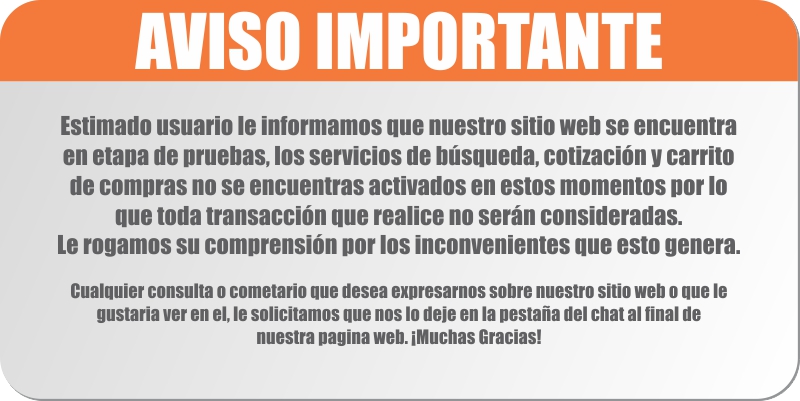 AVISO IMPORTANTE
Estimado usuario le informamos que nuestro sitio web se encuentra
en etapa de pruebas, los servicios de búsqueda, cotización y carrito
de compras no se encuentras activados en estos momentos por lo
que toda transacción que realice no serán consideradas.
Le rogamos su comprensión por los inconvenientes que esto genera.
Cualquier consulta o cometario que desea expresarnos sobre nuestro sitio web o que le
gustaria ver en el, le solicitamos que nos lo deje en la pestaña del chat al final de
nuestra pagina web. ¡Muchas Gracias!